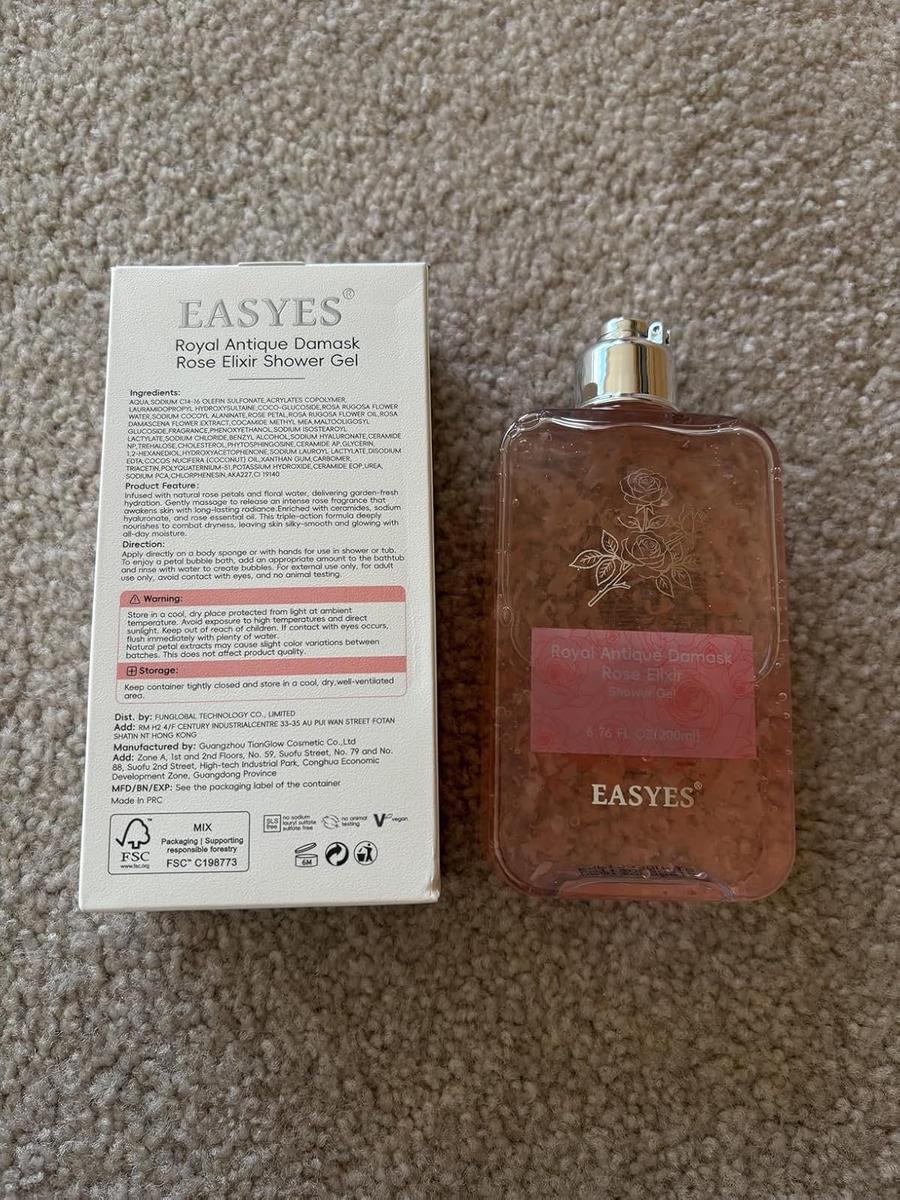 EASYES®
Royal Antique Damask
Rose Elixir Shower Gel
Ingredients:
AQUA,SODIUM C14-16 OLEFIN SULFONATE,ACRYLATES COPOLYMER,
LAURAMIDOPROPYL HYDROXYSULTAINE,COCO-GLUCOSIDE,ROSA RUGOSA FLOWER
WATER,SODIUM COCOYL ALANINATE,ROSE PETAL,ROSA RUGOSA FLOWER OIL,ROSA
DAMASCENA FLOWER EXTRACT,COCAMIDE METHYL MEA,MALTOOLIGOSYL
GLUCOSIDE,FRAGRANCE,PHENOXYETHANOL,SODIUM ISOSTEAROYL
LACTYLATE,SODIUM CHLORIDE,BENZYL ALCOHOL,SODIUM HYALURONATE,CERAMIDE
NP,TREHALOSE,CHOLESTEROL,PHYTOSPHINGOSINE,CERAMIDE AP,GLYCERIN,
1,2-HEXANEDIOL,HYDROXYACETOPHENONE,SODIUM LAUROYL LACTYLATE,DISODIUM
EDTA,COCOS NUCIFERA (COCONUT) OIL,XANTHAN GUM,CARBOMER,
TRIACETIN,POLYQUATERNIUM-51,POTASSIUM HYDROXIDE,CERAMIDE EOP,UREA,
SODIUM PCA,CHLORPHENESIN,AKA227,CI 19140
Product Feature:
Infused with natural rose petals and floral water, delivering garden-fresh
hydration. Gently massage to release an intense rose fragrance that
awakens skin with long-lasting radiance.Enriched with ceramides, sodium
hyaluronate, and rose essential oil. This triple-action formula deeply
nourishes to combat dryness, leaving skin silky-smooth and glowing with
all-day moisture.
Direction:
Apply directly on a body sponge or with hands for use in shower or tub.
To enjoy a petal bubble bath, add an appropriate amount to the bathtub
and rinse with water to create bubbles. For external use only, for adult
use only, avoid contact with eyes, and no animal testing.
Warning:
Store in a cool, dry place protected from light at ambient
temperature. Avoid exposure to high temperatures and direct
sunlight. Keep out of reach of children. If contact with eyes occurs,
flush immediately with plenty of water.
Natural petal extracts may cause slight color variations between
batches. This does not affect product quality.
Storage:
Keep container tightly closed and store in a cool, dry,well-ventilated
area.
Dist. by: FUNGLOBAL TECHNOLOGY CO., LIMITED
Add: RM H2 4/F CENTURY INDUSTRIALCENTRE 33-35 AU PUI WAN STREET FOTAN
SHATIN NT HONG KONG
Manufactured by: Guangzhou TianGlow Cosmetic Co.,Ltd
Add: Zone A, 1st and 2nd Floors, No. 59, Suofu Street, No. 79 and No.
88, Suofu 2nd Street, High-tech Industrial Park, Conghua Economic
Development Zone, Guangdong Province
MFD/BN/EXP: See the packaging label of the container
Made In PRC
FSC™
www.fsc.org
MIX
Packaging | Supporting
responsible forestry
FSC™ C198773
SLS free
no sodium
lauryl sulfate
sulfate free
no animal
testing
vegan
6M
Royal Antique Damask
Rose Elixir
Shower Gel
6.76 FL OZ(200ml)
EASYES®